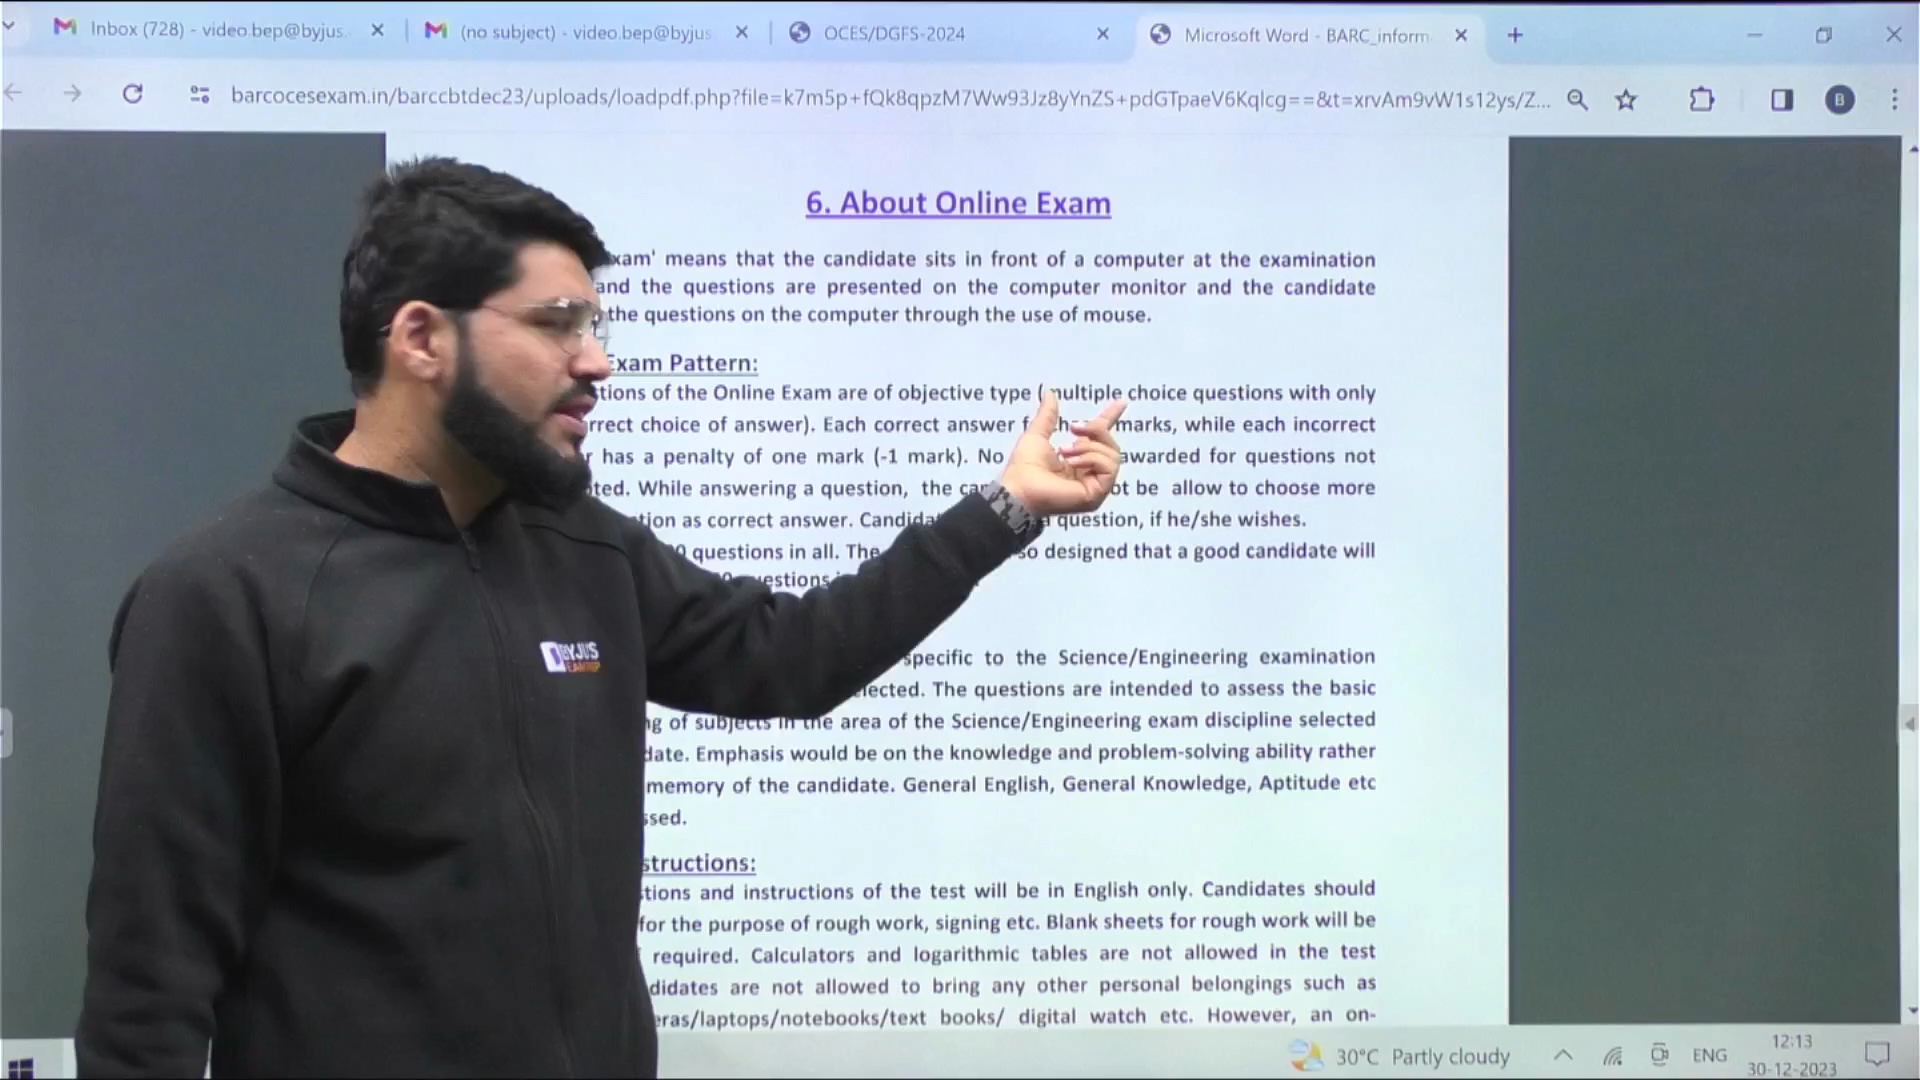 Inbox (728) - video.bep@byjus.
(no subject) - video.bep@byjus
OCES/DGFS-2024
Microsoft Word - BARC_inform
barcocesexam.in/barccbtdec23/uploads/loadpdf.php?file=k7m5p+fQk8qpzM7Ww93Jz8yYnZS+pdGTpaeV6Kqlcg==&t=xrvAm9vW1s12ys/Z...
B
6. About Online Exam
xam' means that the candidate sits in front of a computer at the examination
and the questions are presented on the computer monitor and the candidate
the questions on the computer through the use of mouse.
Exam Pattern:
tions of the Online Exam are of objective type (multiple choice questions with only
rrect choice of answer). Each correct answer marks, while each incorrect
has a penalty of one mark (-1 mark). No awarded for questions not
ted. While answering a question, the be allow to choose more
tion as correct answer. question, if he/she wishes.
questions in all. The so designed that a good candidate will
estions
specific to the Science/Engineering examination
lected. The questions are intended to assess the basic
ng of subjects in the area of the Science/Engineering exam discipline selected
date. Emphasis would be on the knowledge and problem-solving ability rather
memory of the candidate. General English, General Knowledge, Aptitude etc
ssed.
structions:
tions and instructions of the test will be in English only. Candidates should
for the purpose of rough work, signing etc. Blank sheets for rough work will be
required. Calculators and logarithmic tables are not allowed in the test
didates are not allowed to bring any other personal belongings such as
eras/laptops/notebooks/text books/ digital watch etc. However, an on-
BYJU'S
30°C Partly cloudy
ENG
12:13
30-12-2023